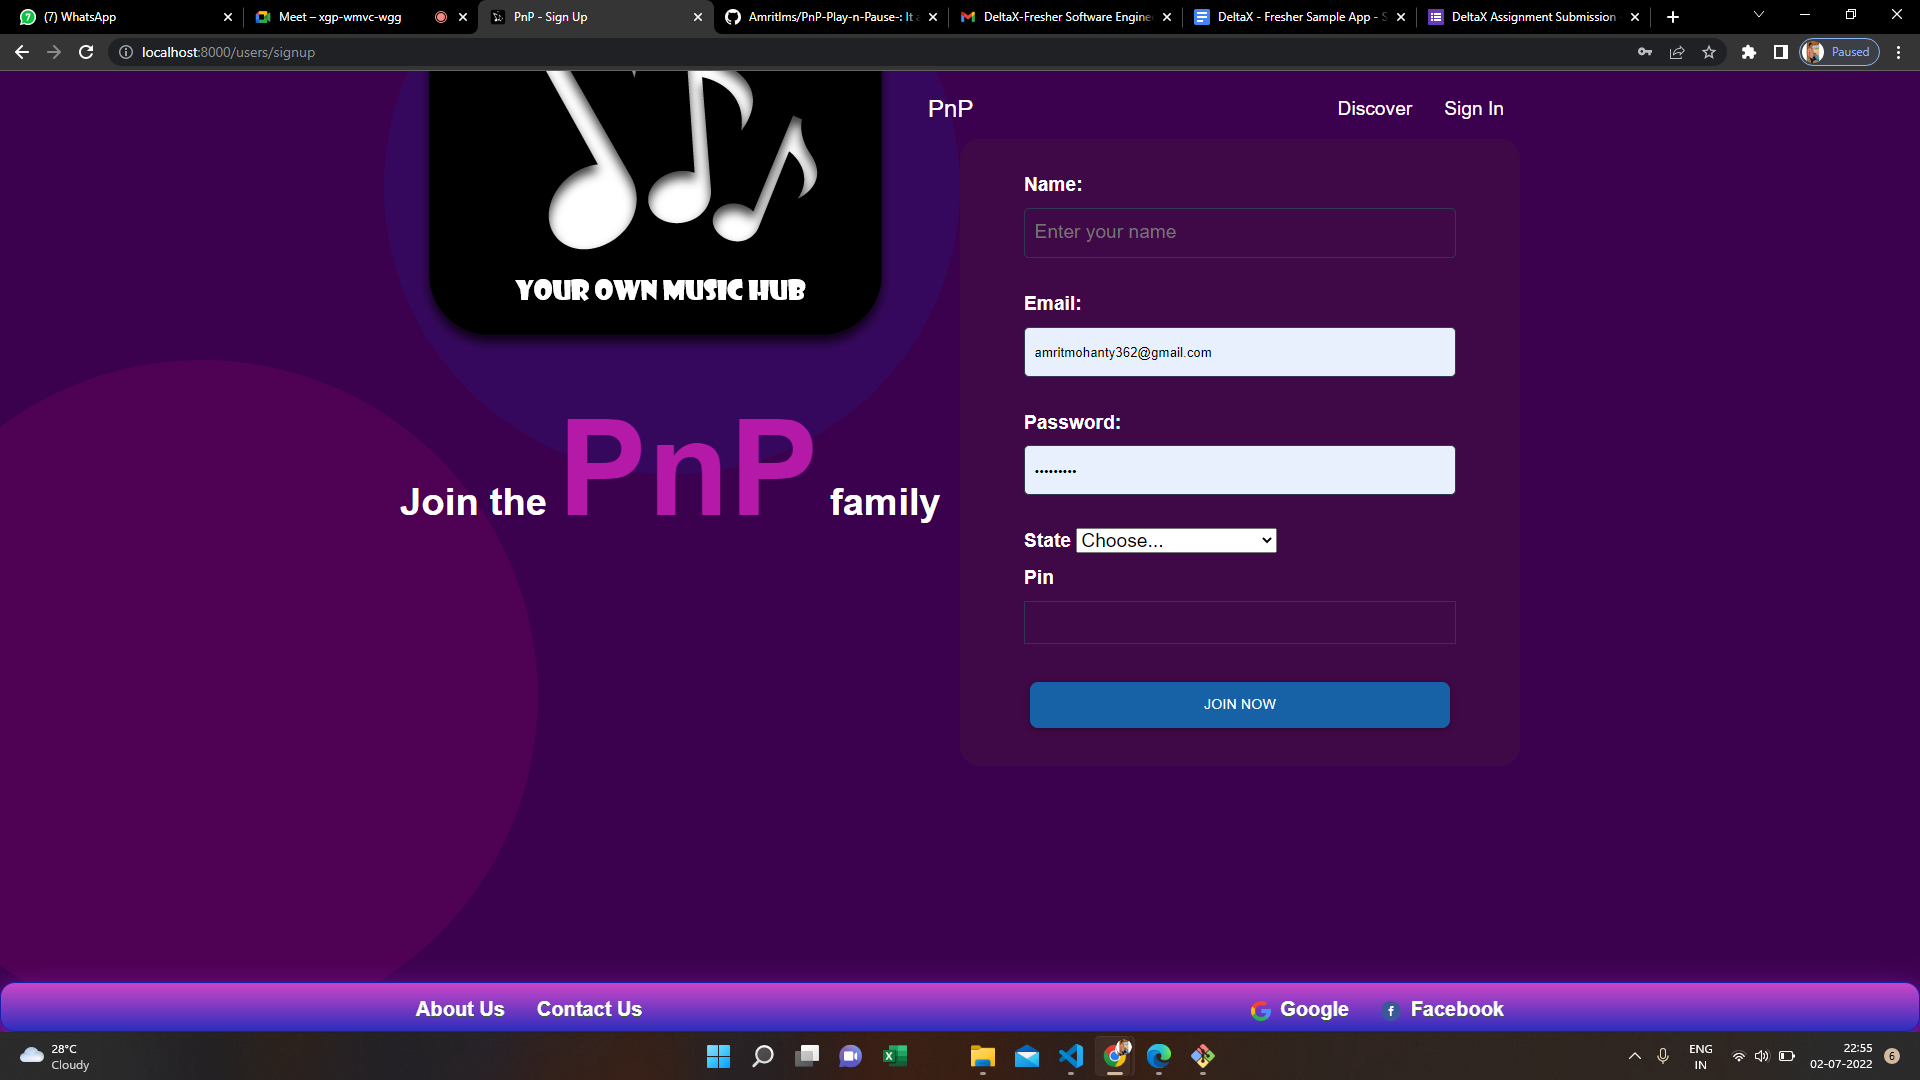 (7) WhatsApp
Meet – xgp-wmvc-wgg
PnP - Sign Up
Amritlms/PnP-Play-n-Pause-: It a
DeltaX-Fresher Software Enginee
DeltaX - Fresher Sample App - S
DeltaX Assignment Submission
localhost:8000/users/signup
Paused
PnP
Discover
Sign In
YOUR OWN MUSIC HUB
Join the PnP family
Name:
Enter your name
Email:
amritmohanty362@gmail.com
Password:
•••••••••
State Choose...
Pin
JOIN NOW
About Us
Contact Us
Google
Facebook
28°C
Cloudy
ENG
IN
22:55
02-07-2022
6